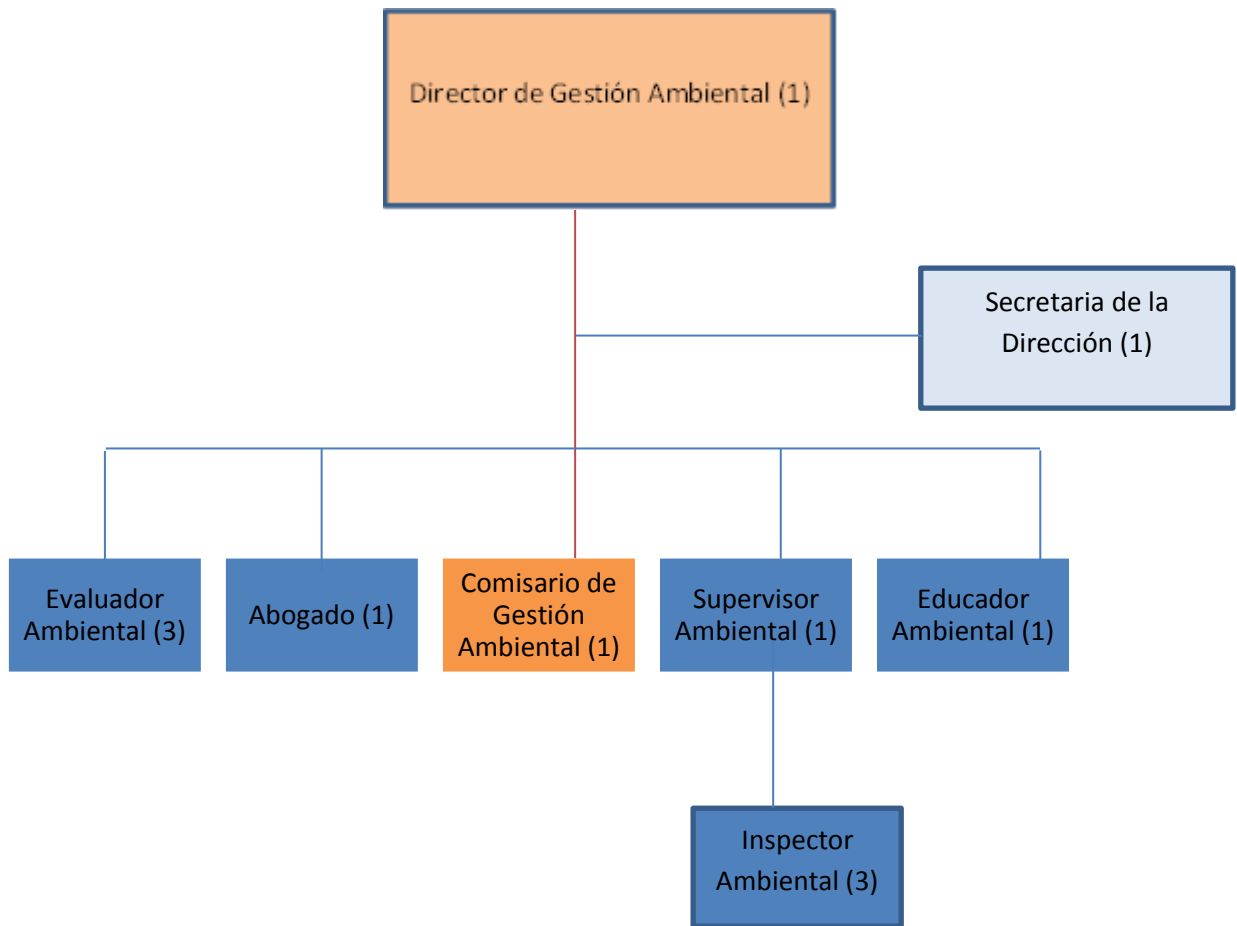 Director de Gestión Ambiental (1)
Secretaria de la
Dirección (1)
Evaluador
Ambiental (3)
Abogado (1)
Comisario de
Gestión
Ambiental (1)
Supervisor
Ambiental (1)
Educador
Ambiental (1)
Inspector
Ambiental (3)